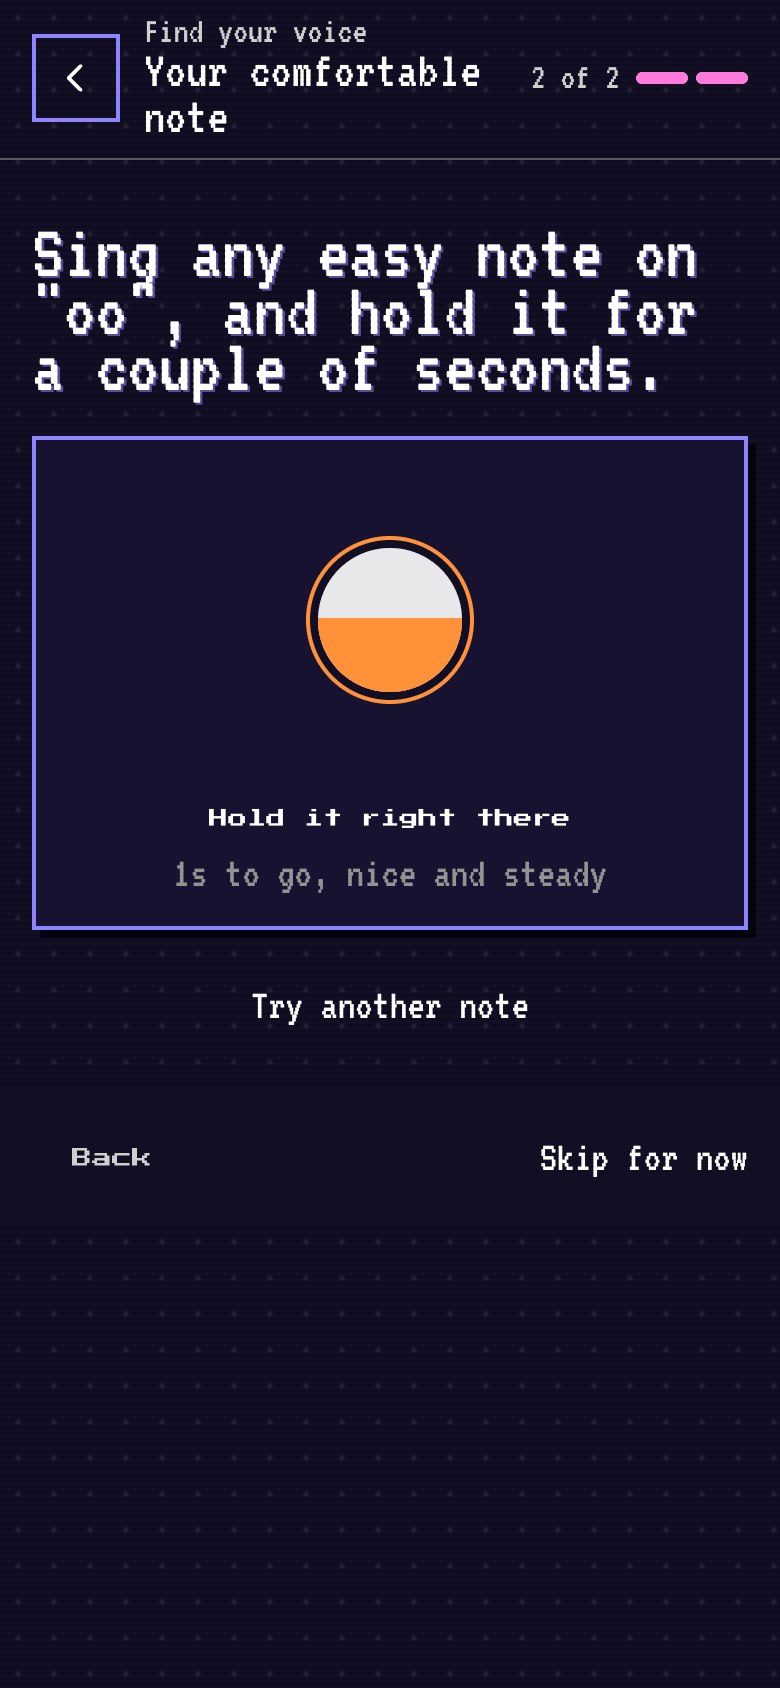 Find your voice
Your comfortable
note
2 of 2
Sing any easy note on
"oo", and hold it for
a couple of seconds.
Hold it right there
1s to go, nice and steady
Try another note
Back
Skip for now